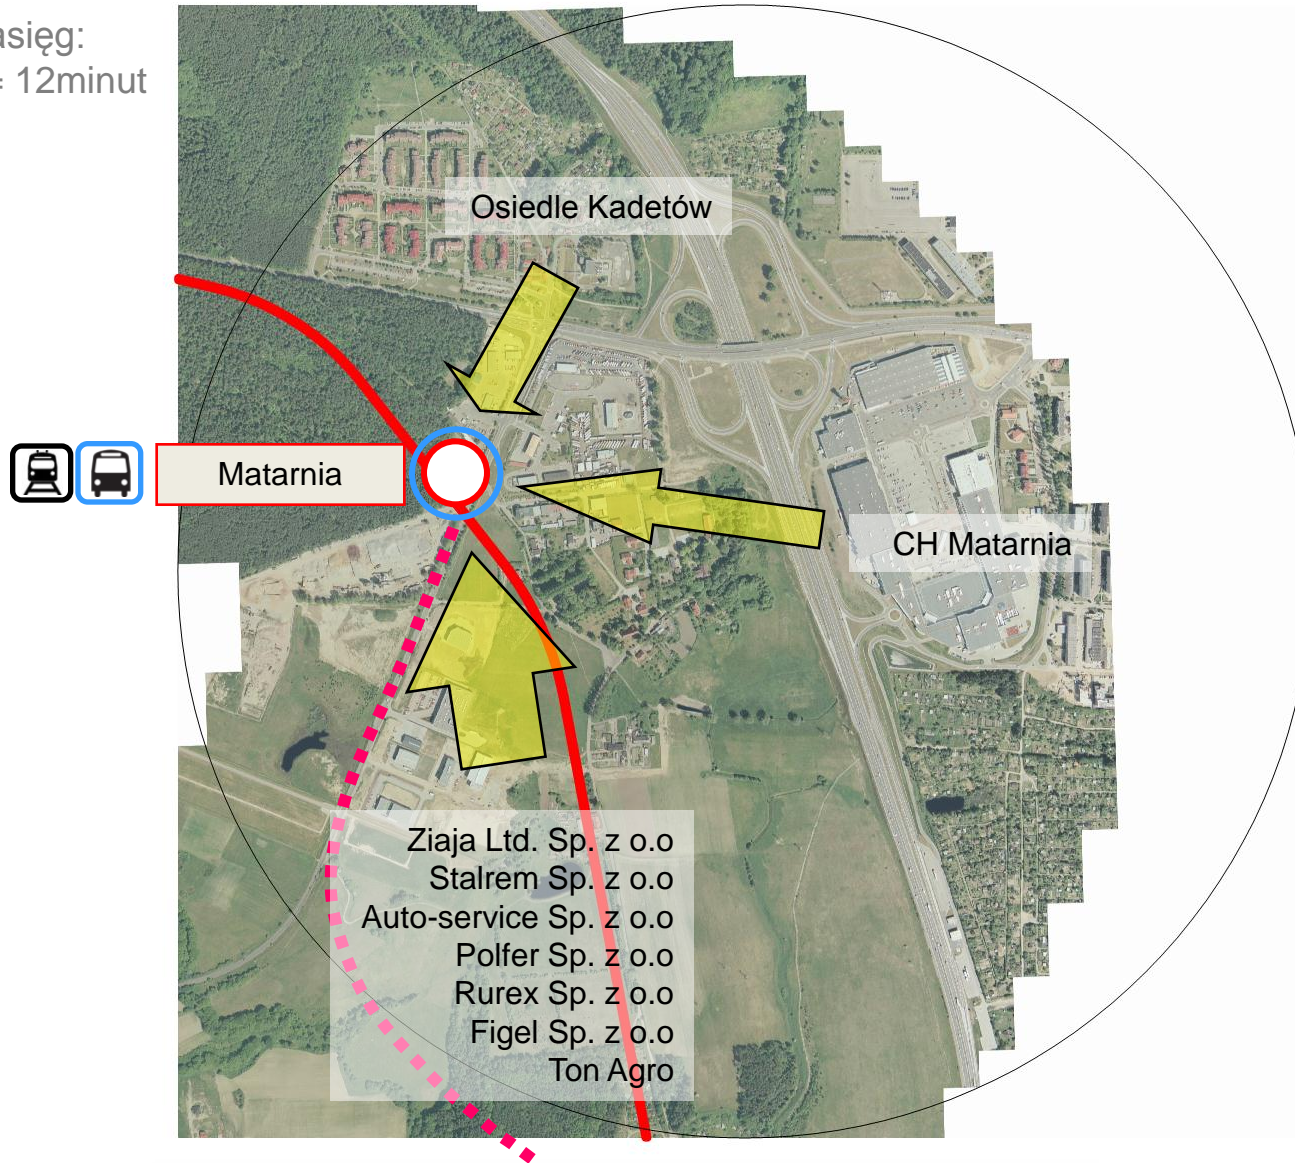 asięg:
= 12minut
Osiedle Kadetów
Matarnia
CH Matarnia
Ziaja Ltd. Sp. z o.o
Stalrem Sp. z o.o
Auto-service Sp. z o.o
Polfer Sp. z o.o
Rurex Sp. z o.o
Figel Sp. z o.o
Ton Agro